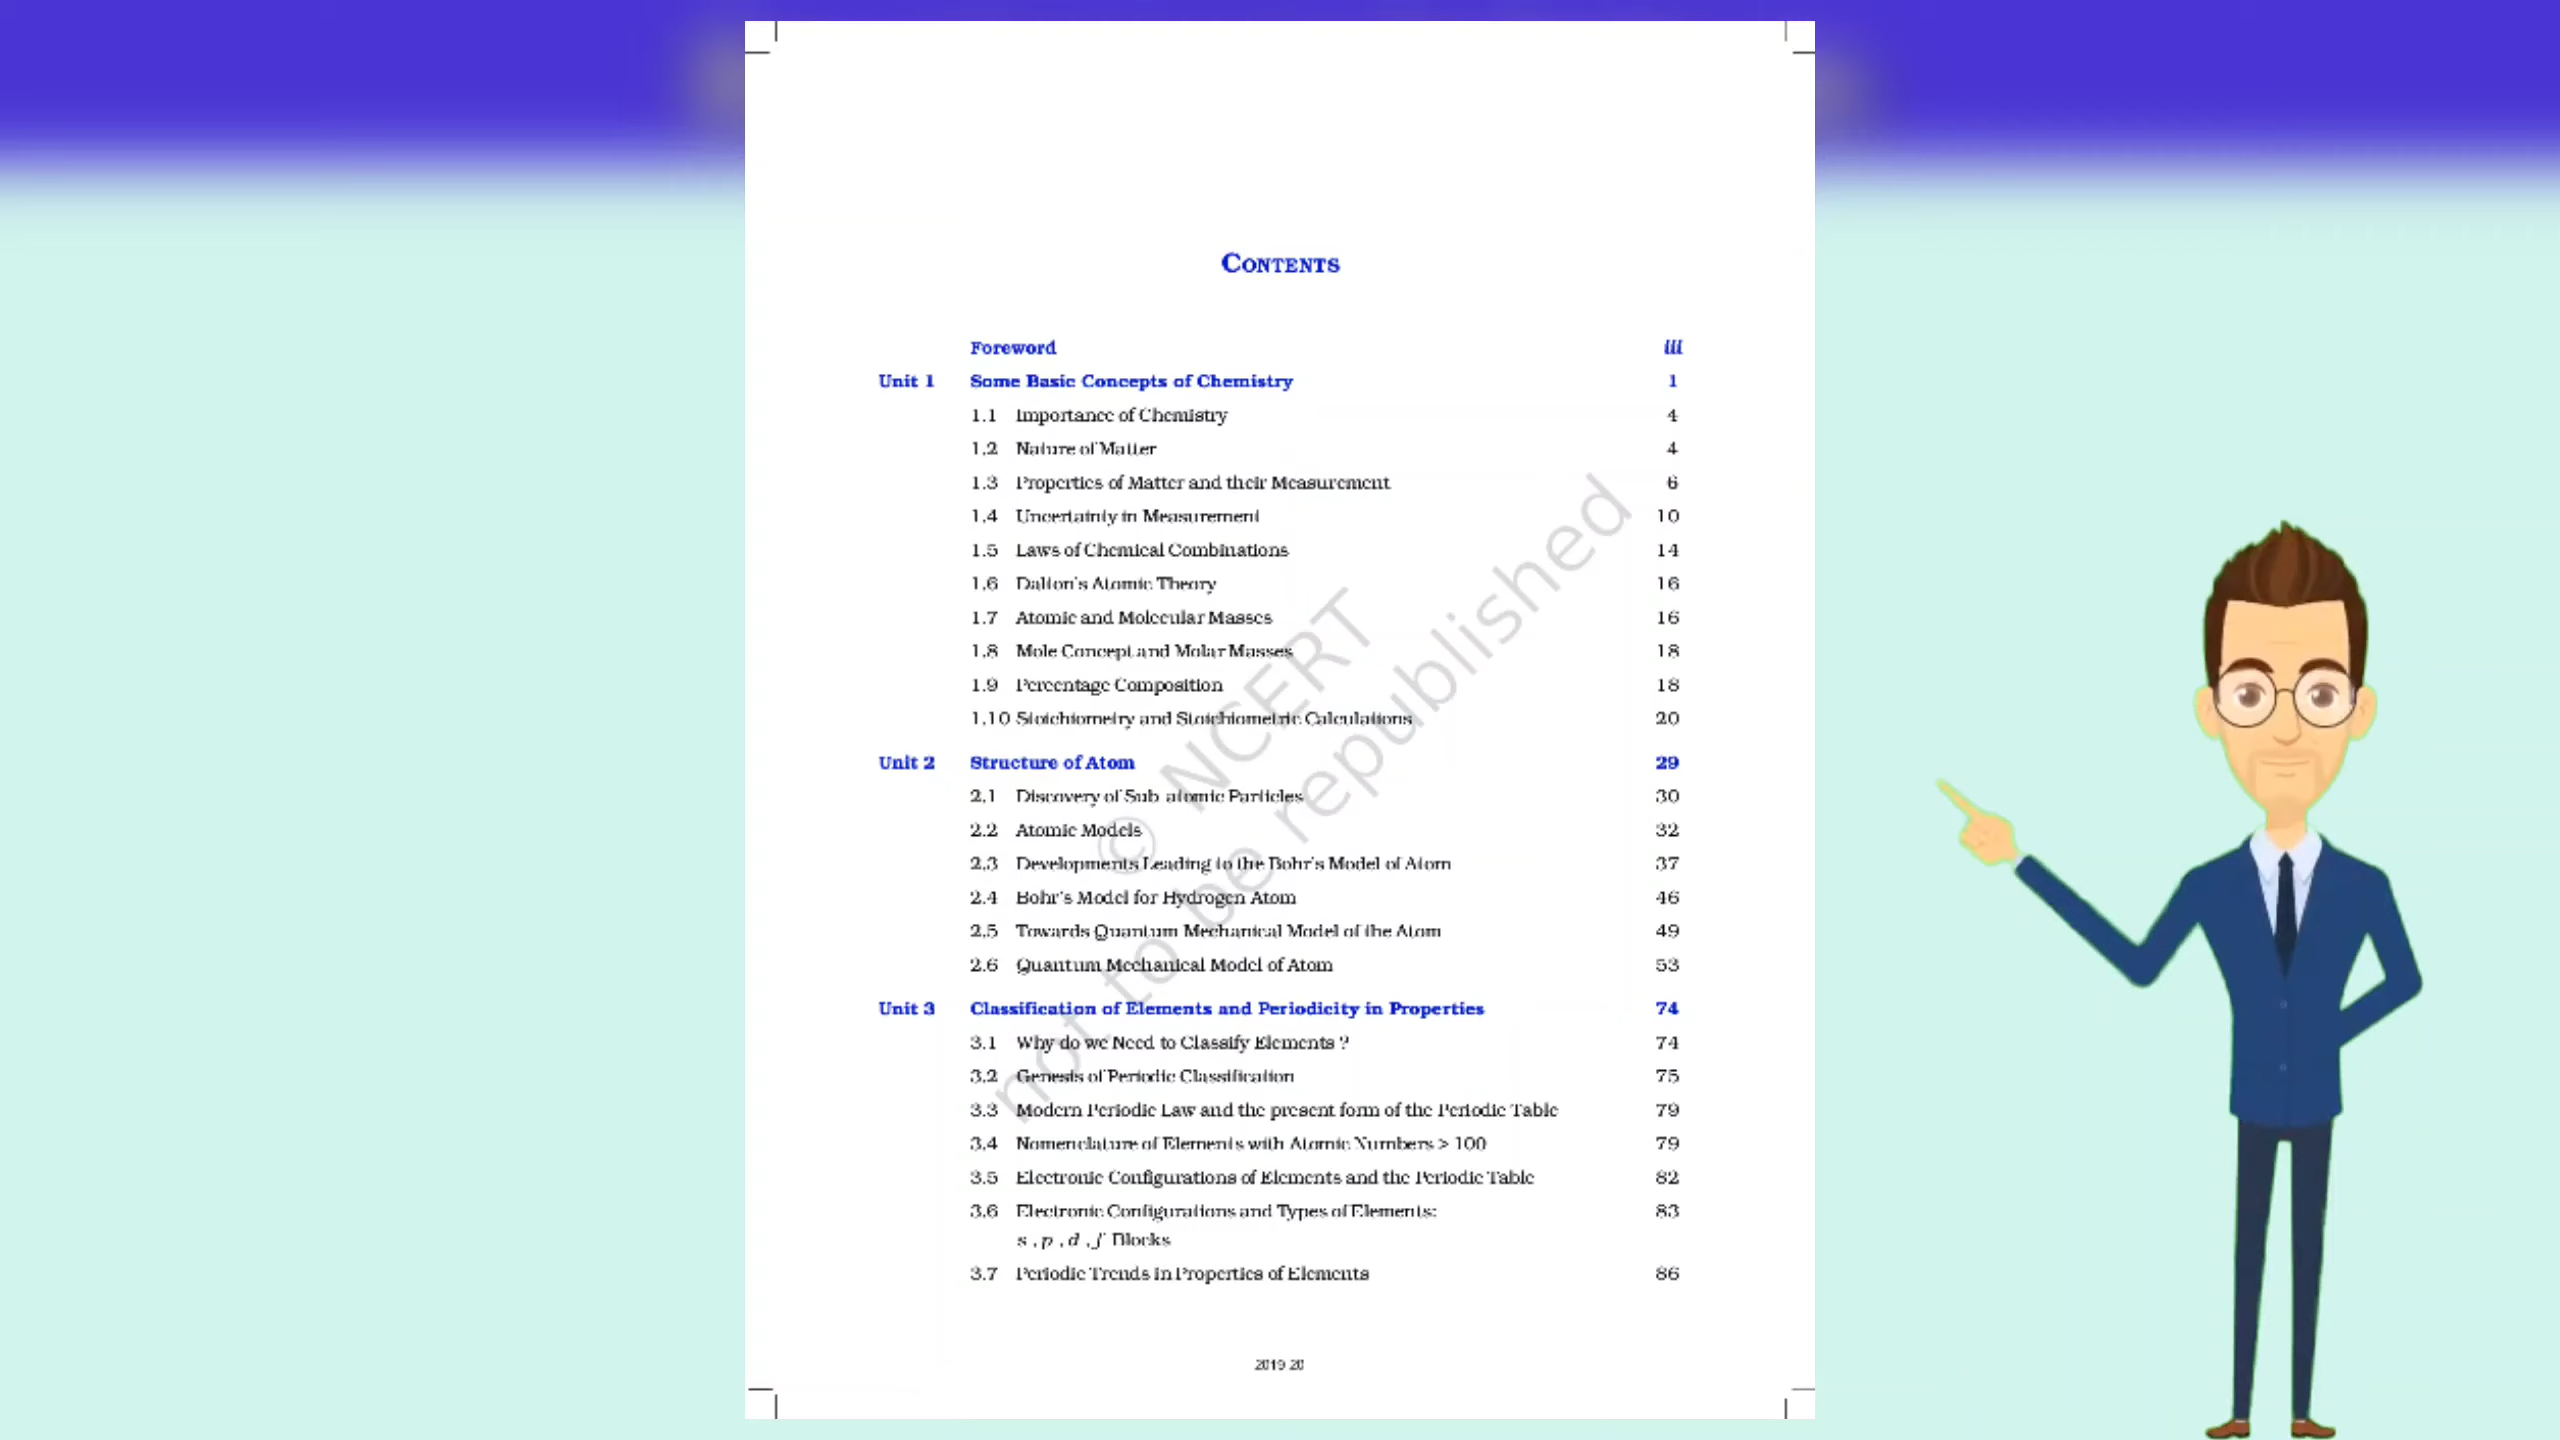 CONTENTS
Foreword iii
Unit 1 Some Basic Concepts of Chemistry 1
1.1 Importance of Chemistry 4
1.2 Nature of Matter 4
1.3 Properties of Matter and their Measurement 6
1.4 Uncertainty in Measurement 10
1.5 Laws of Chemical Combinations 14
1.6 Dalton's Atomic Theory 16
1.7 Atomic and Molecular Masses 16
1.8 Mole Concept and Molar Masses 18
1.9 Percentage Composition 18
1.10 Stoichiometry and Stoichiometric Calculations 20
Unit 2 Structure of Atom 29
2.1 Discovery of Sub-atomic Particles 30
2.2 Atomic Models 32
2.3 Developments Leading to the Bohr's Model of Atom 37
2.4 Bohr's Model for Hydrogen Atom 46
2.5 Towards Quantum Mechanical Model of the Atom 49
2.6 Quantum Mechanical Model of Atom 53
Unit 3 Classification of Elements and Periodicity in Properties 74
3.1 Why do we Need to Classify Elements ? 74
3.2 Genesis of Periodic Classification 75
3.3 Modern Periodic Law and the present form of the Periodic Table 79
3.4 Nomenclature of Elements with Atomic Numbers > 100 79
3.5 Electronic Configurations of Elements and the Periodic Table 82
3.6 Electronic Configurations and Types of Elements: 83
s , p , d , f Blocks
3.7 Periodic Trends in Properties of Elements 86
2019-20
© NCERT
not to be republished